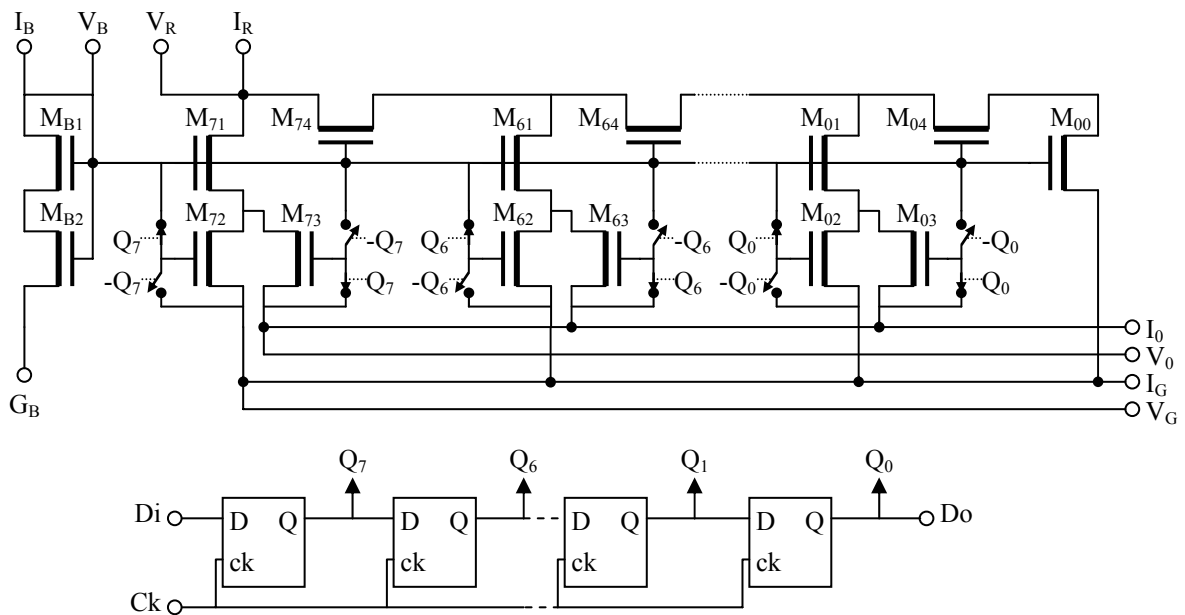 I_B V_B V_R I_R
M_B1 M_71 M_74 M_61 M_64 M_01 M_04 M_00
M_B2 M_72 M_73 M_62 M_63 M_02 M_03
Q_7 -Q_7 Q_6 -Q_6 Q_0 -Q_0
-Q_7 Q_7 -Q_6 Q_6 -Q_0 Q_0
I_0
V_0
I_G
G_B
V_G
Q_7 Q_6 Q_1 Q_0
Di D Q D Q D Q D Q Do
ck ck ck ck
Ck